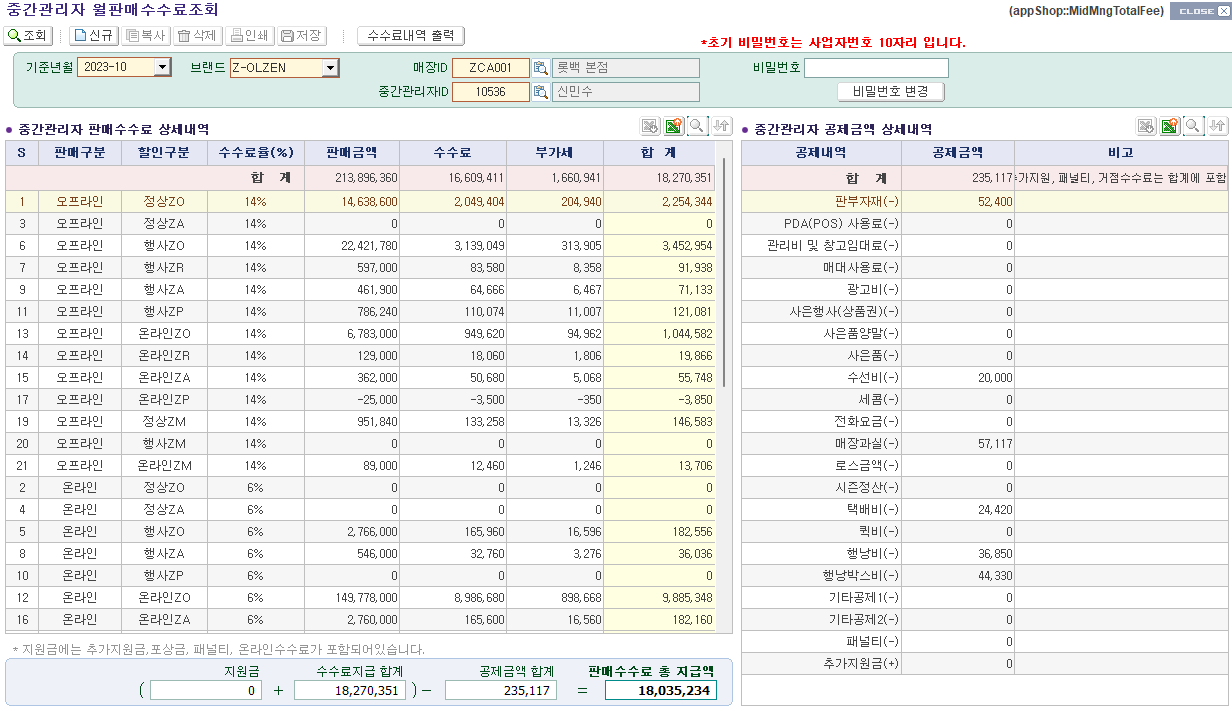 중간관리자 월판매수수료조회 (appShop::MidMngTotalFee) CLOSE
조회 신규 복사 삭제 인쇄 저장 수수료내역 출력
*초기 비밀번호는 사업자번호 10자리 입니다.
기준년월 2023-10 브랜드 Z-OLZEN 매장ID ZCA001 롯백 본점 비밀번호
중간관리자ID 10536 신민수 비밀번호 변경
중간관리자 판매수수료 상세내역
S 판매구분 할인구분 수수료율(%) 판매금액 수수료 부가세 합 계
합 계 213,896,360 16,609,411 1,660,941 18,270,351
1 오프라인 정상ZO 14% 14,638,600 2,049,404 204,940 2,254,344
3 오프라인 정상ZA 14% 0 0 0 0
6 오프라인 행사ZO 14% 22,421,780 3,139,049 313,905 3,452,954
7 오프라인 행사ZR 14% 597,000 83,580 8,358 91,938
9 오프라인 행사ZA 14% 461,900 64,666 6,467 71,133
11 오프라인 행사ZP 14% 786,240 110,074 11,007 121,081
13 오프라인 온라인ZO 14% 6,783,000 949,620 94,962 1,044,582
14 오프라인 온라인ZR 14% 129,000 18,060 1,806 19,866
15 오프라인 온라인ZA 14% 362,000 50,680 5,068 55,748
17 오프라인 온라인ZP 14% -25,000 -3,500 -350 -3,850
19 오프라인 정상ZM 14% 951,840 133,258 13,326 146,583
20 오프라인 행사ZM 14% 0 0 0 0
21 오프라인 온라인ZM 14% 89,000 12,460 1,246 13,706
2 온라인 정상ZO 6% 0 0 0 0
4 온라인 정상ZA 6% 0 0 0 0
5 온라인 행사ZO 6% 2,766,000 165,960 16,596 182,556
8 온라인 행사ZA 6% 546,000 32,760 3,276 36,036
10 온라인 행사ZP 6% 0 0 0 0
12 온라인 온라인ZO 6% 149,778,000 8,986,680 898,668 9,885,348
16 온라인 온라인ZA 6% 2,760,000 165,600 16,560 182,160
* 지원금에는 추가지원금,포상금, 패널티, 온라인수수료가 포함되어있습니다.
지원금 수수료지급 합계 공제금액 합계 판매수수료 총 지급액
( 0 + 18,270,351 ) - 235,117 = 18,035,234
중간관리자 공제금액 상세내역
공제내역 공제금액 비고
합 계 235,117 가지원, 패널티, 거점수수료는 합계에 포함
판부자재(-) 52,400
PDA(POS) 사용료(-) 0
관리비 및 창고임대료(-) 0
매대사용료(-) 0
광고비(-) 0
사은행사(상품권)(-) 0
사은품양말(-) 0
사은품(-) 0
수선비(-) 20,000
세콤(-) 0
전화요금(-) 0
매장과실(-) 57,117
로스금액(-) 0
시즌정산(-) 0
택배비(-) 24,420
퀵비(-) 0
행낭비(-) 36,850
행낭박스비(-) 44,330
기타공제1(-) 0
기타공제2(-) 0
패널티(-) 0
추가지원금(+) 0